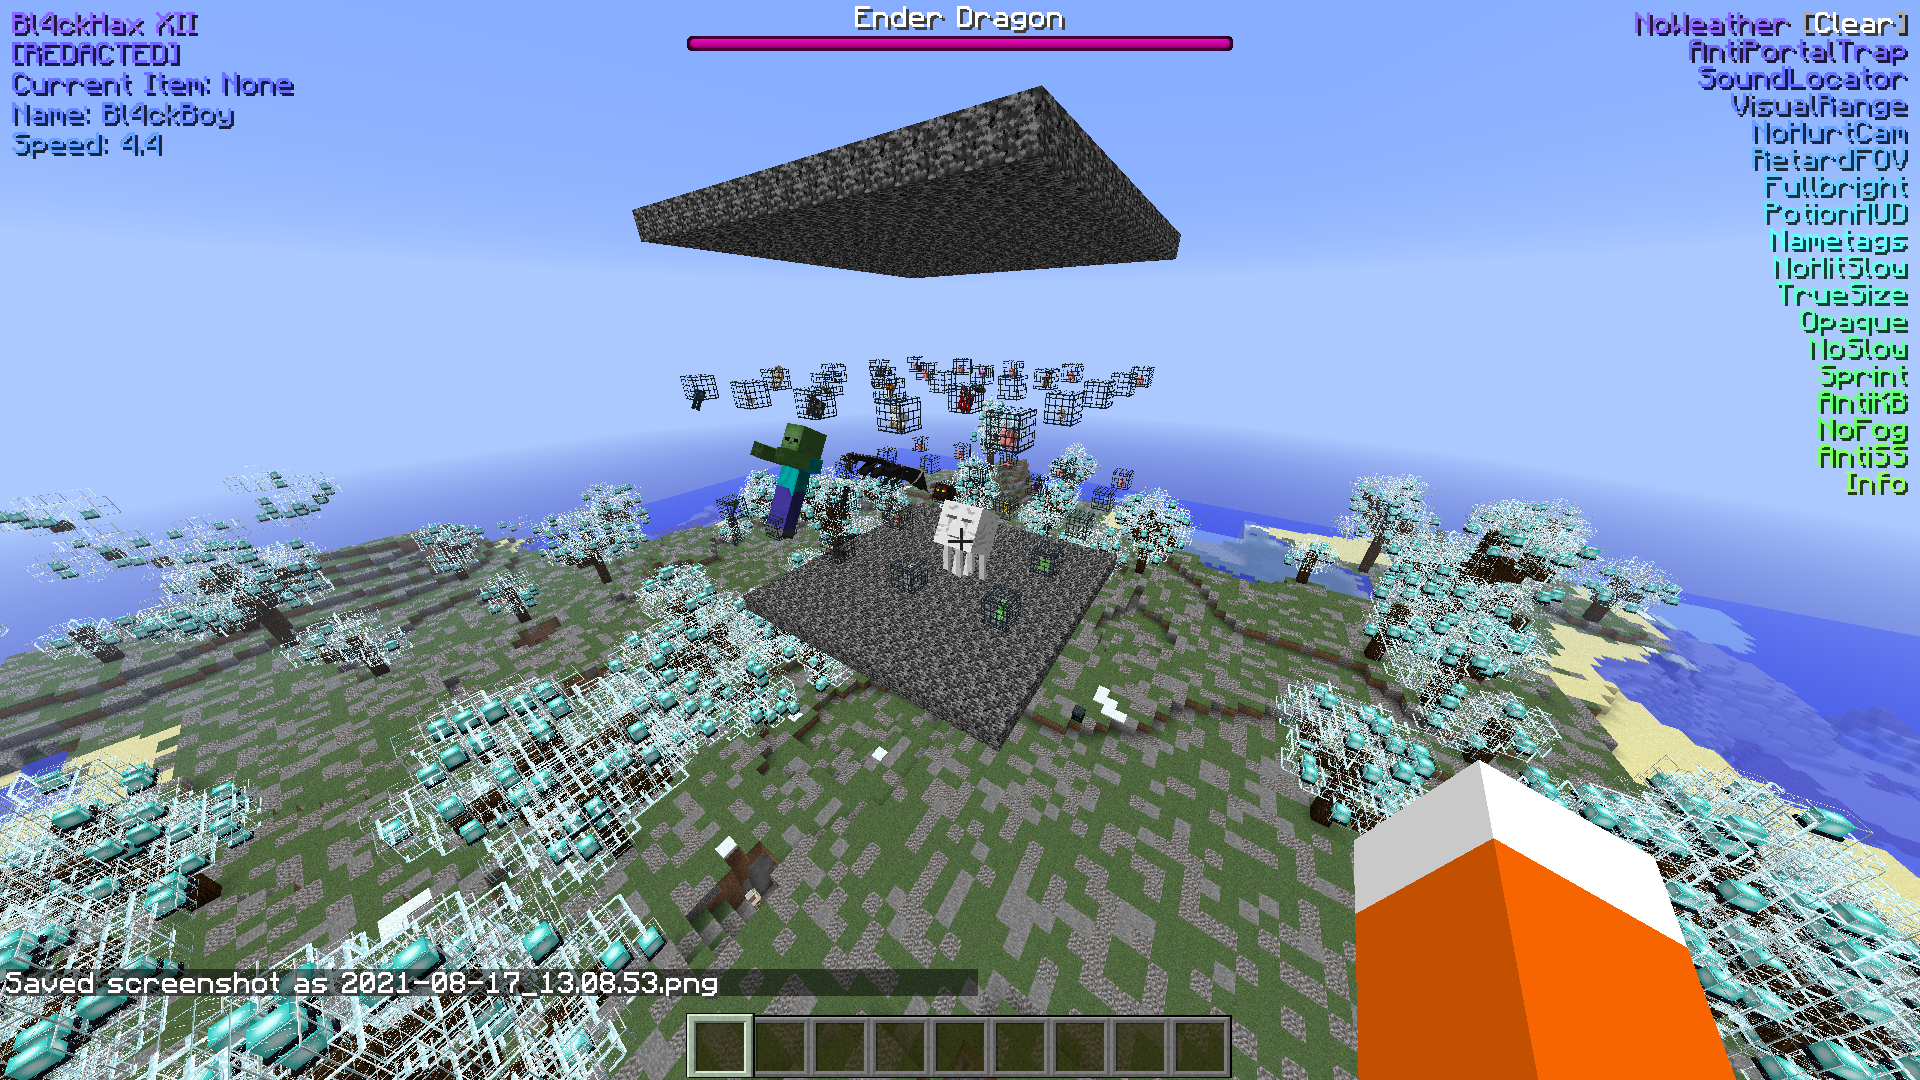 Ender Dragon
Bl4ckHax XII
[REDACTED]
Current Item: None
Name: Bl4ckBoy
Speed: 4.4
NoWeather [Clear]
AntiPortalTrap
SoundLocator
VisualRange
NoHurtCam
RetardFOV
Fullbright
PotionHUD
Nametags
NoHitSlow
TrueSize
Opaque
NoSlow
Sprint
AntiKB
NoFog
AntiSS
Info
Saved screenshot as 2021-08-17_13.08.53.png